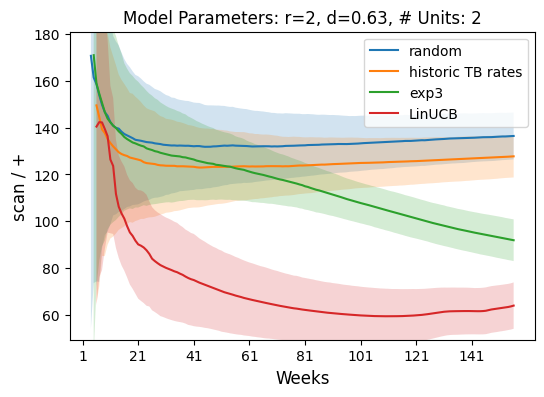 Model Parameters: r=2, d=0.63, # Units: 2
random
historic TB rates
exp3
LinUCB
scan / +
180
160
140
120
100
80
60
1 21 41 61 81 101 121 141
Weeks